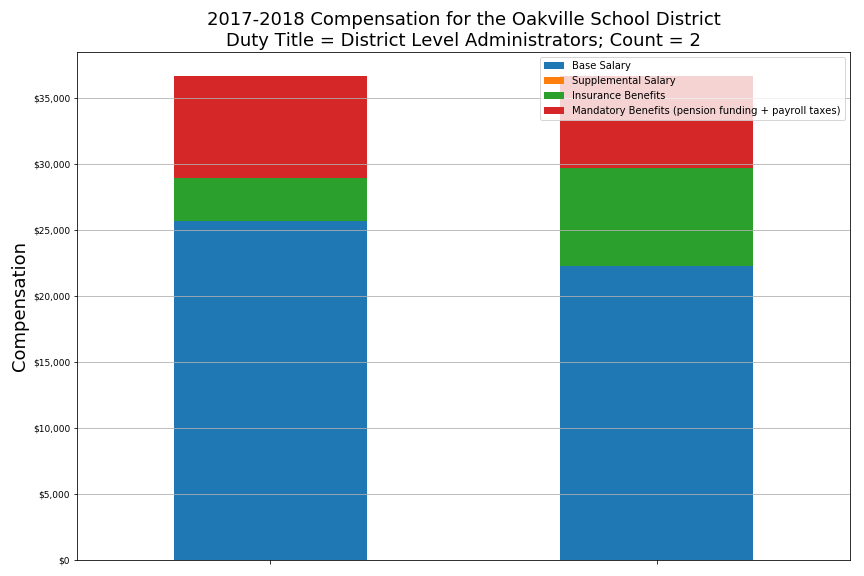 2017-2018 Compensation for the Oakville School District
Duty Title = District Level Administrators; Count = 2
Base Salary
Supplemental Salary
Insurance Benefits
Mandatory Benefits (pension funding + payroll taxes)
$35,000
$30,000
$25,000
$20,000
$15,000
$10,000
$5,000
$0
Compensation